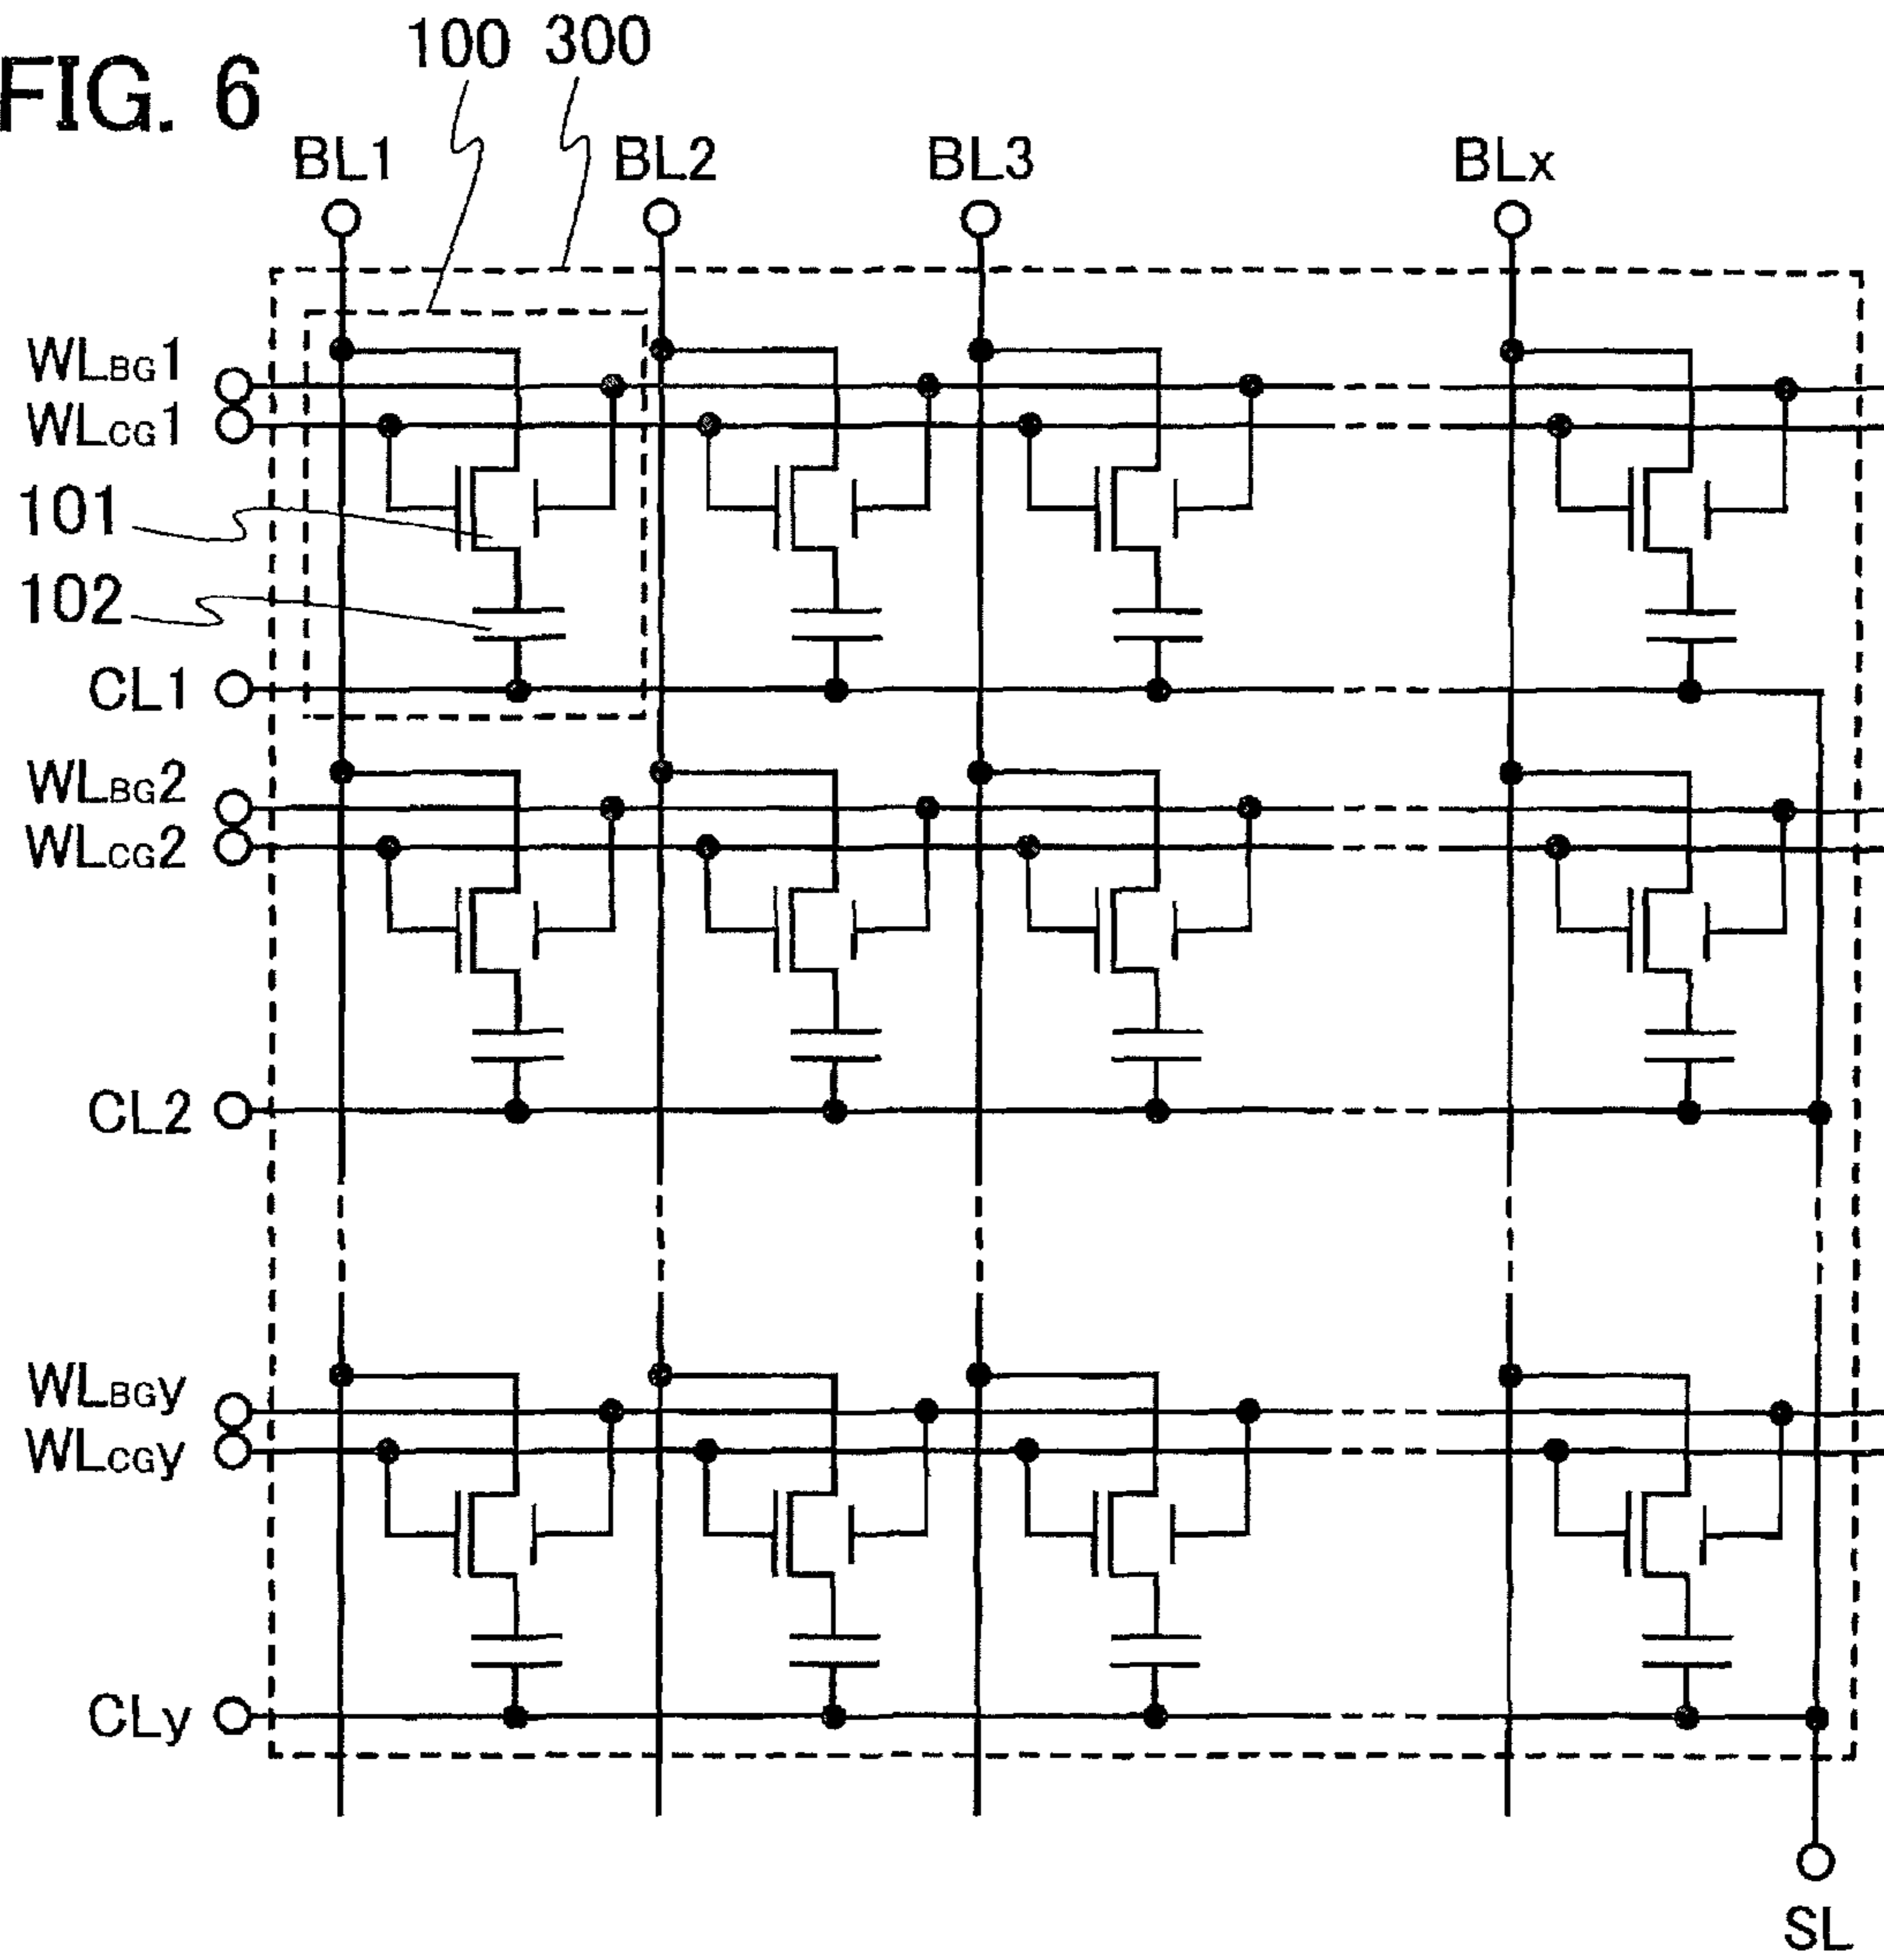 FIG. 6
100 300
BL1 BL2 BL3 BLx
WLBG1
WLCG1
101
102
CL1
WLBG2
WLCG2
CL2
WLBGy
WLCGy
CLy
SL